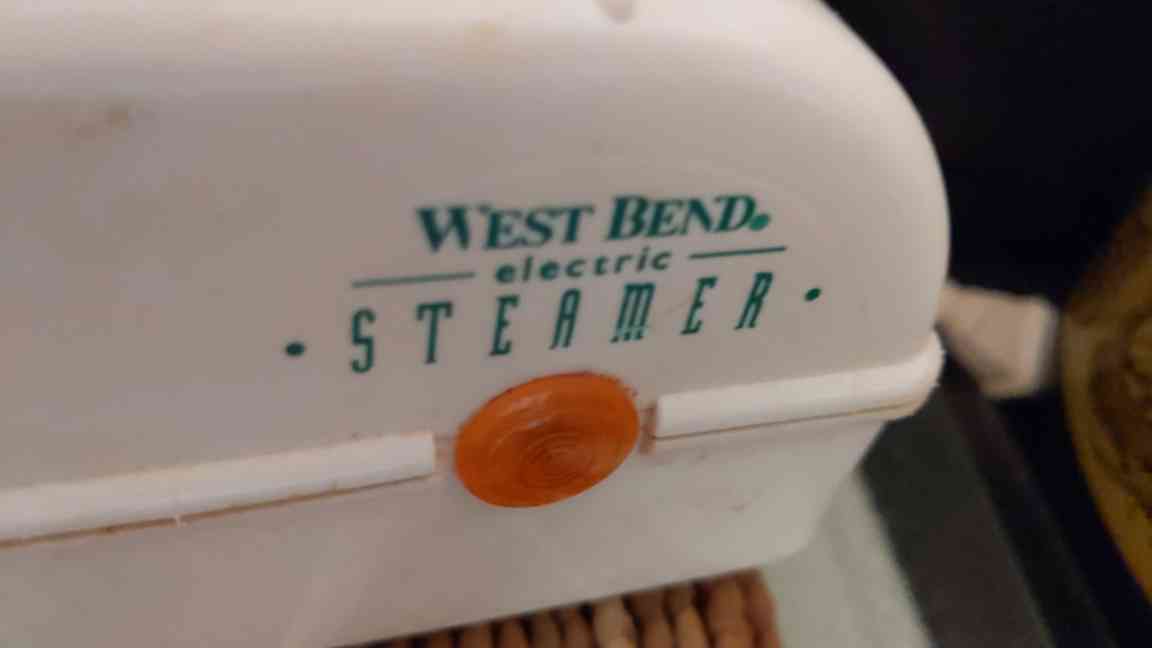 WEST BEND
electric
• STEAMER •